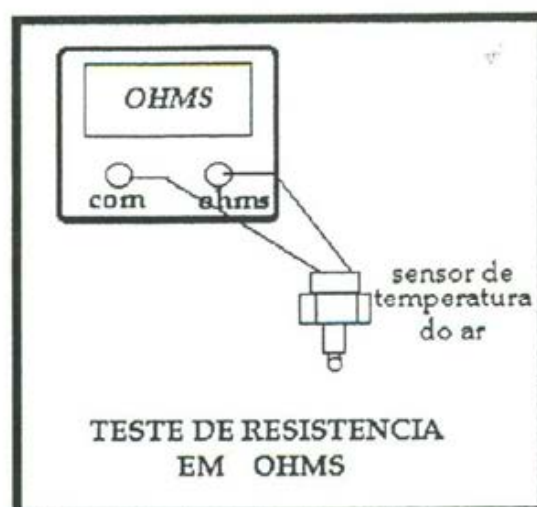 OHMS
com ohms
sensor de
temperatura
do ar
TESTE DE RESISTENCIA
EM OHMS